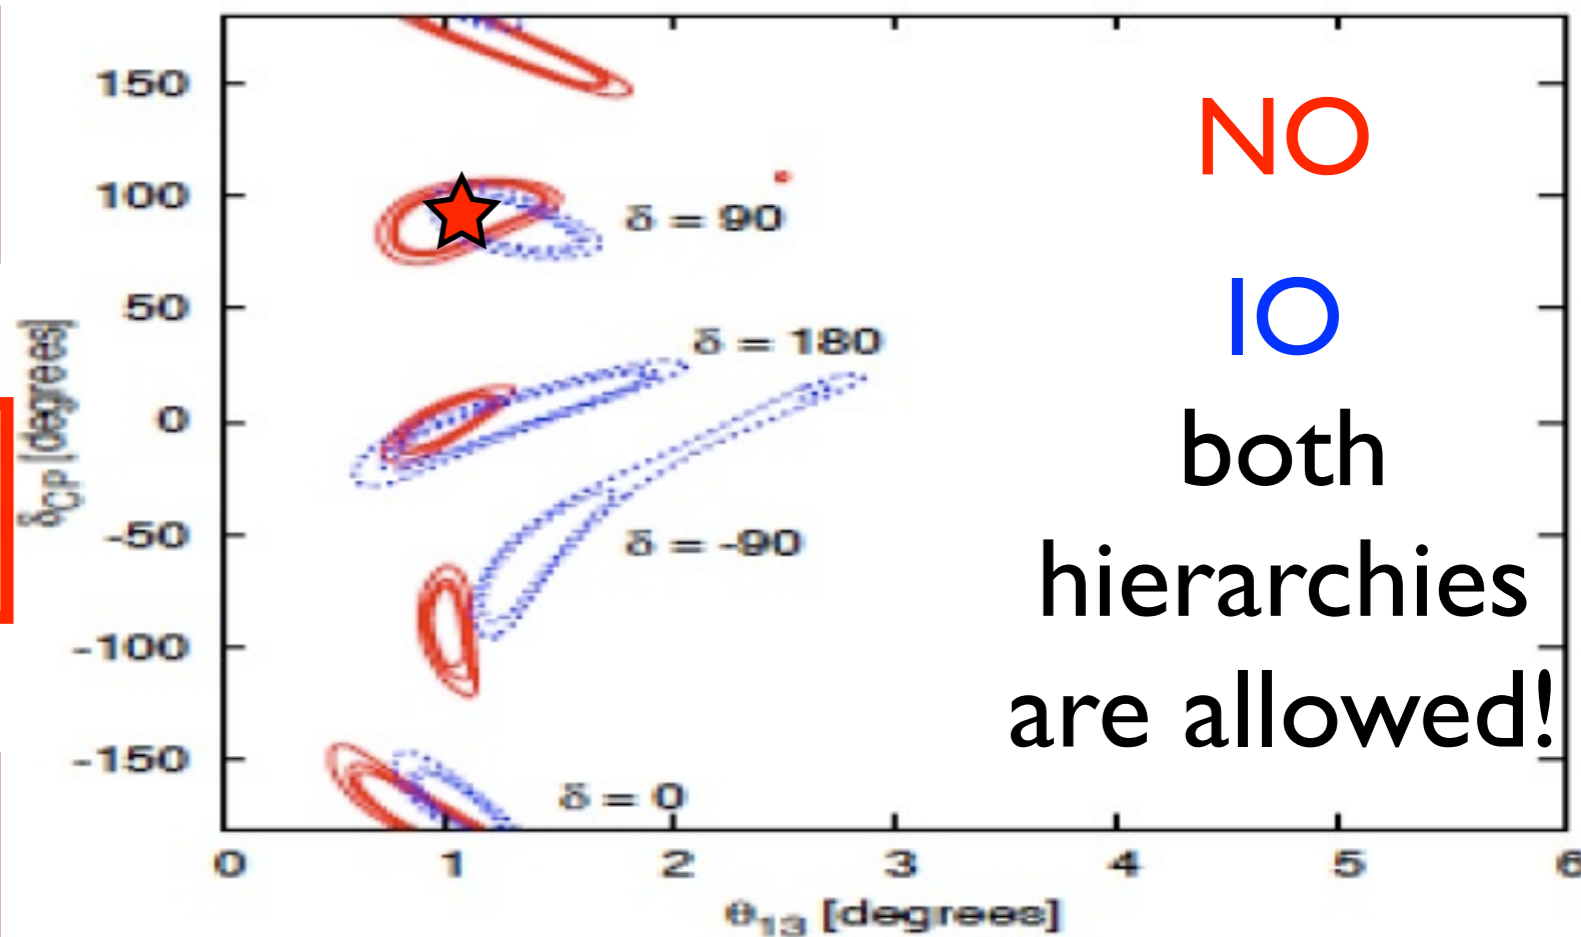 150
100
50
0
-50
-100
-150
δCP [degrees]
δ = 90
δ = 180
δ = -90
δ = 0
NO
IO
both
hierarchies
are allowed!
0 1 2 3 4 5 6
θ13 [degrees]